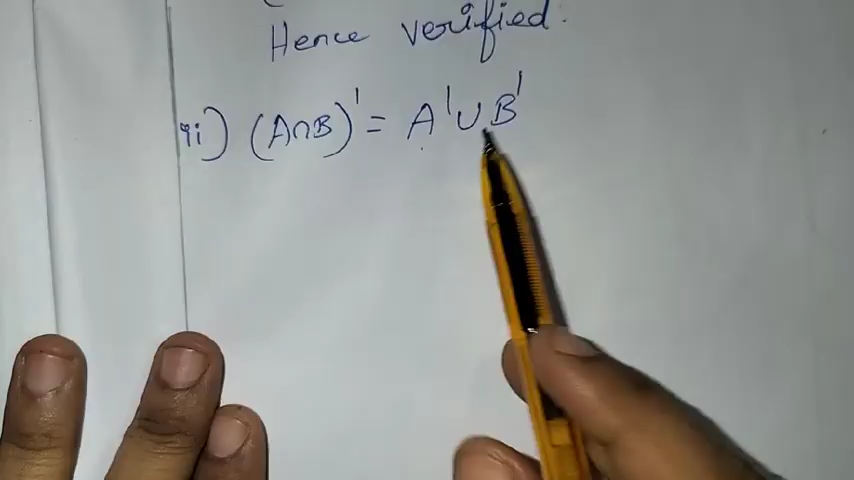 Hence verified.
ii) (A∩B)' = A'∪B'